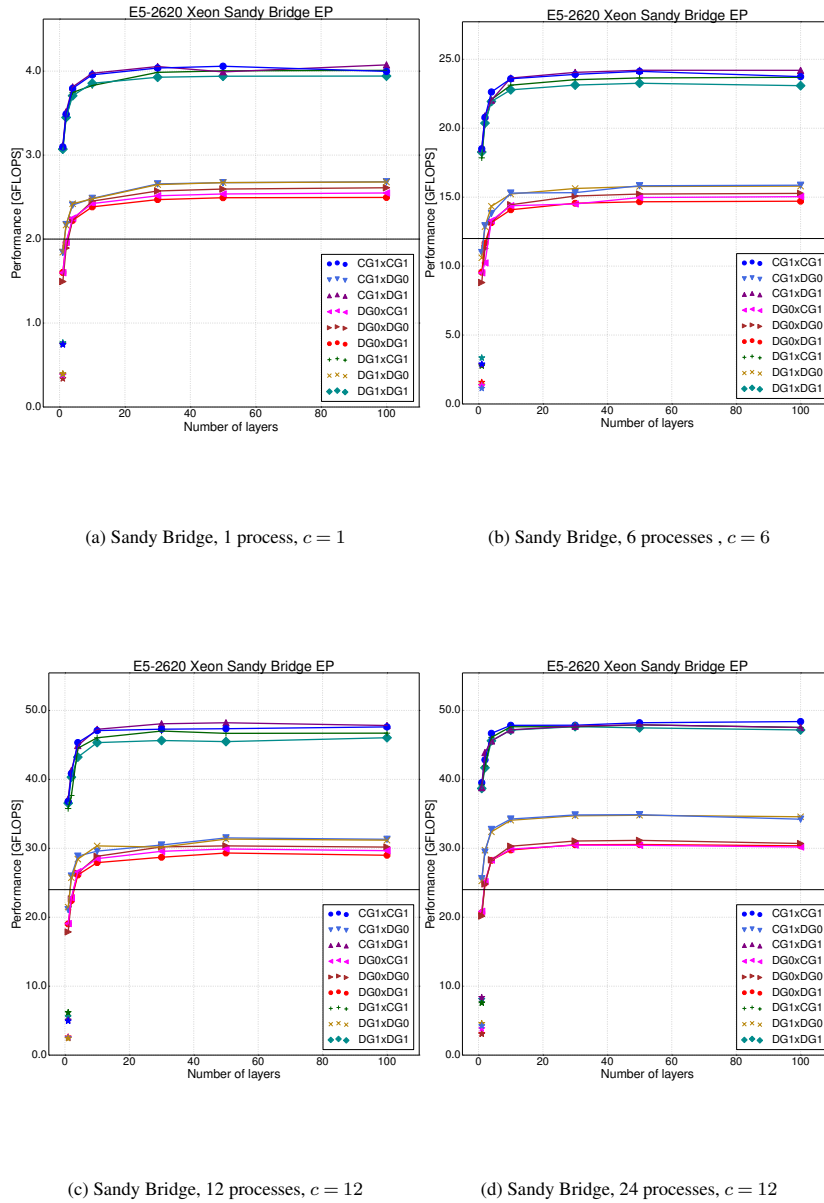 E5-2620 Xeon Sandy Bridge EP
Performance [GFLOPS]
4.0
3.0
2.0
1.0
0.0
0 20 40 60 80 100
Number of layers
CG1xCG1
CG1xDG0
CG1xDG1
DG0xCG1
DG0xDG0
DG0xDG1
DG1xCG1
DG1xDG0
DG1xDG1
(a) Sandy Bridge, 1 process, c = 1
E5-2620 Xeon Sandy Bridge EP
Performance [GFLOPS]
25.0
20.0
15.0
10.0
5.0
0.0
0 20 40 60 80 100
Number of layers
CG1xCG1
CG1xDG0
CG1xDG1
DG0xCG1
DG0xDG0
DG0xDG1
DG1xCG1
DG1xDG0
DG1xDG1
(b) Sandy Bridge, 6 processes , c = 6
E5-2620 Xeon Sandy Bridge EP
Performance [GFLOPS]
50.0
40.0
30.0
20.0
10.0
0.0
0 20 40 60 80 100
Number of layers
CG1xCG1
CG1xDG0
CG1xDG1
DG0xCG1
DG0xDG0
DG0xDG1
DG1xCG1
DG1xDG0
DG1xDG1
(c) Sandy Bridge, 12 processes, c = 12
E5-2620 Xeon Sandy Bridge EP
Performance [GFLOPS]
50.0
40.0
30.0
20.0
10.0
0.0
0 20 40 60 80 100
Number of layers
CG1xCG1
CG1xDG0
CG1xDG1
DG0xCG1
DG0xDG0
DG0xDG1
DG1xCG1
DG1xDG0
DG1xDG1
(d) Sandy Bridge, 24 processes, c = 12